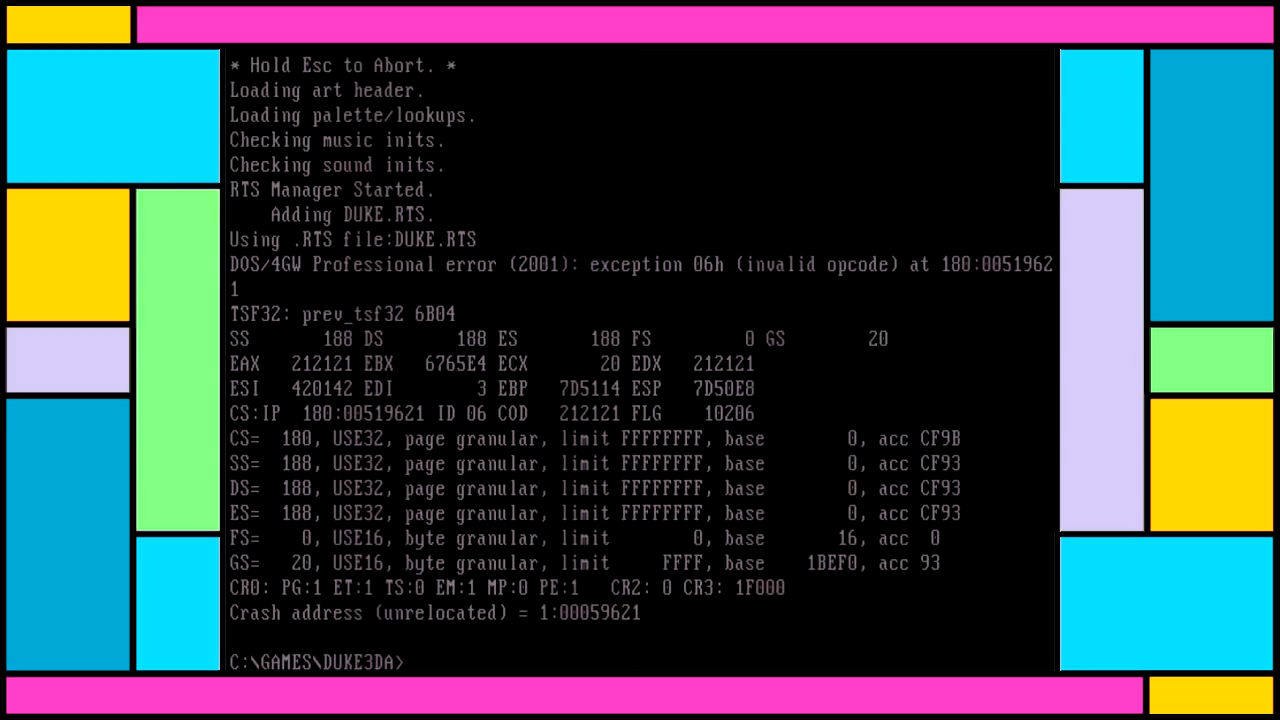 * Hold Esc to Abort. *
Loading art header.
Loading palette/lookups.
Checking music inits.
Checking sound inits.
RTS Manager Started.
    Adding DUKE.RTS.
Using .RTS file:DUKE.RTS
DOS/4GW Professional error (2001): exception 06h (invalid opcode) at 180:0051962
1
TSF32: prev_tsf32 6B04
SS       188 DS       188 ES       188 FS         0 GS        20
EAX   212121 EBX   6765E4 ECX       20 EDX   212121
ESI   420142 EDI        3 EBP   7D5114 ESP   7D50E8
CS:IP  180:00519621 ID 06 COD   212121 FLG    10206
CS=  180, USE32, page granular, limit FFFFFFFF, base        0, acc CF9B
SS=  188, USE32, page granular, limit FFFFFFFF, base        0, acc CF93
DS=  188, USE32, page granular, limit FFFFFFFF, base        0, acc CF93
ES=  188, USE32, page granular, limit FFFFFFFF, base        0, acc CF93
FS=    0, USE16, byte granular, limit        0, base       16, acc  0
GS=   20, USE16, byte granular, limit     FFFF, base    1BEF0, acc 93
CR0: PG:1 ET:1 TS:0 EM:1 MP:0 PE:1   CR2: 0 CR3: 1F000
Crash address (unrelocated) = 1:00059621
C:\GAMES\DUKE3DA>